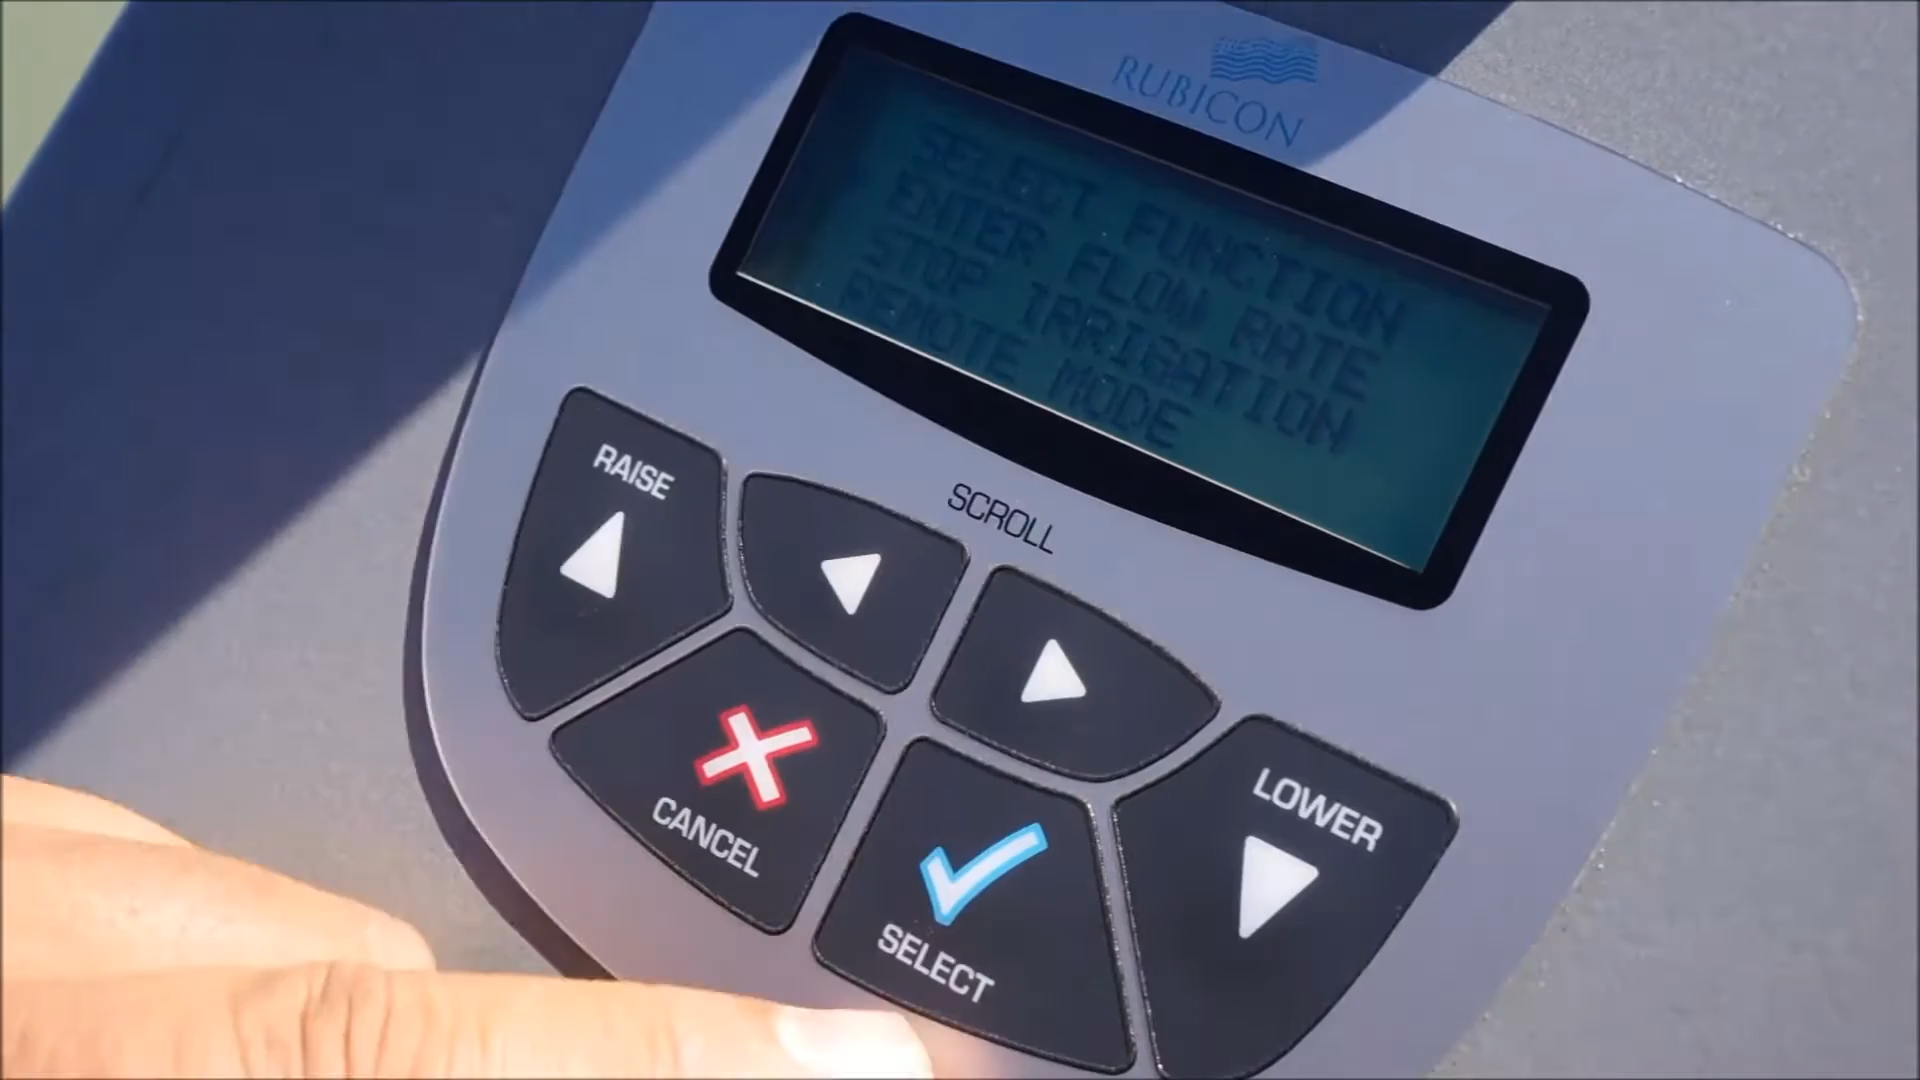 RUBICON
SELECT FUNCTION
ENTER FLOW RATE
STOP IRRIGATION
REMOTE MODE
SCROLL
RAISE
CANCEL
SELECT
LOWER